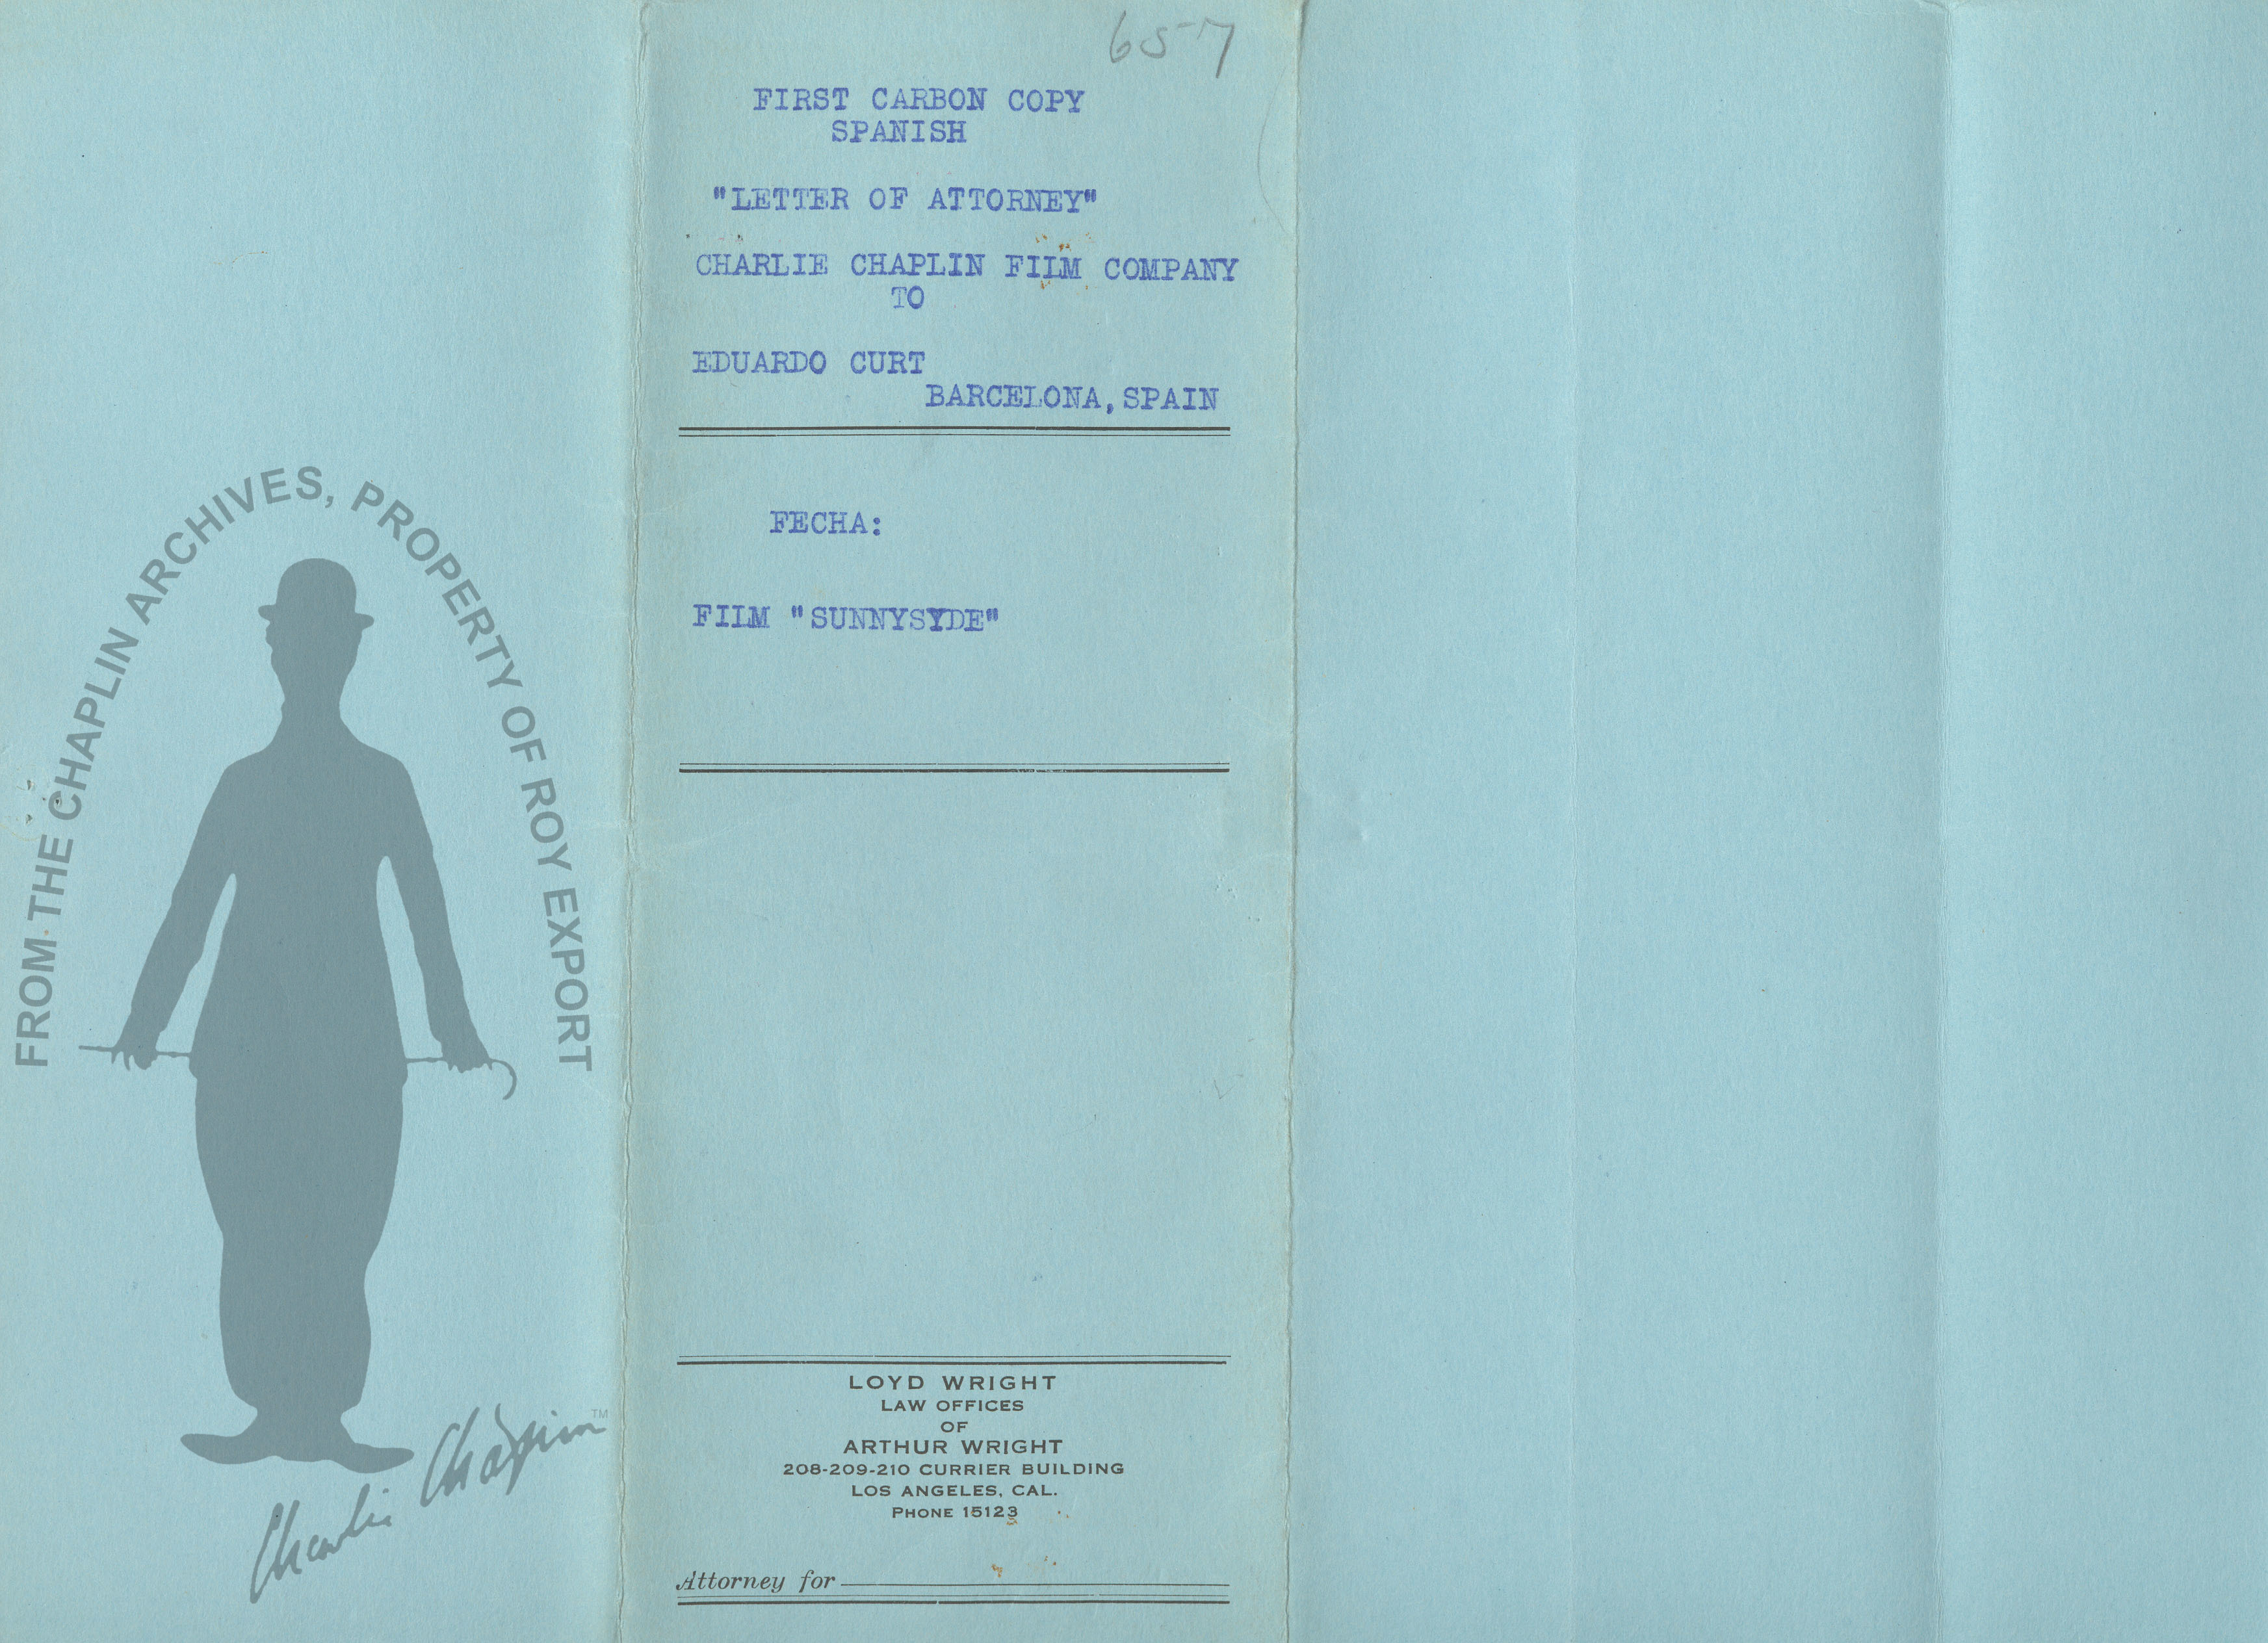 657
FIRST CARBON COPY
SPANISH
"LETTER OF ATTORNEY"
CHARLIE CHAPLIN FILM COMPANY
TO
EDUARDO CURT
BARCELONA, SPAIN
FECHA:
FILM "SUNNYSYDE"
LOYD WRIGHT
LAW OFFICES
OF
ARTHUR WRIGHT
208-209-210 CURRIER BUILDING
LOS ANGELES, CAL.
PHONE 15123
Attorney for
FROM THE CHAPLIN ARCHIVES, PROPERTY OF ROY EXPORT
Charlie Chaplin TM